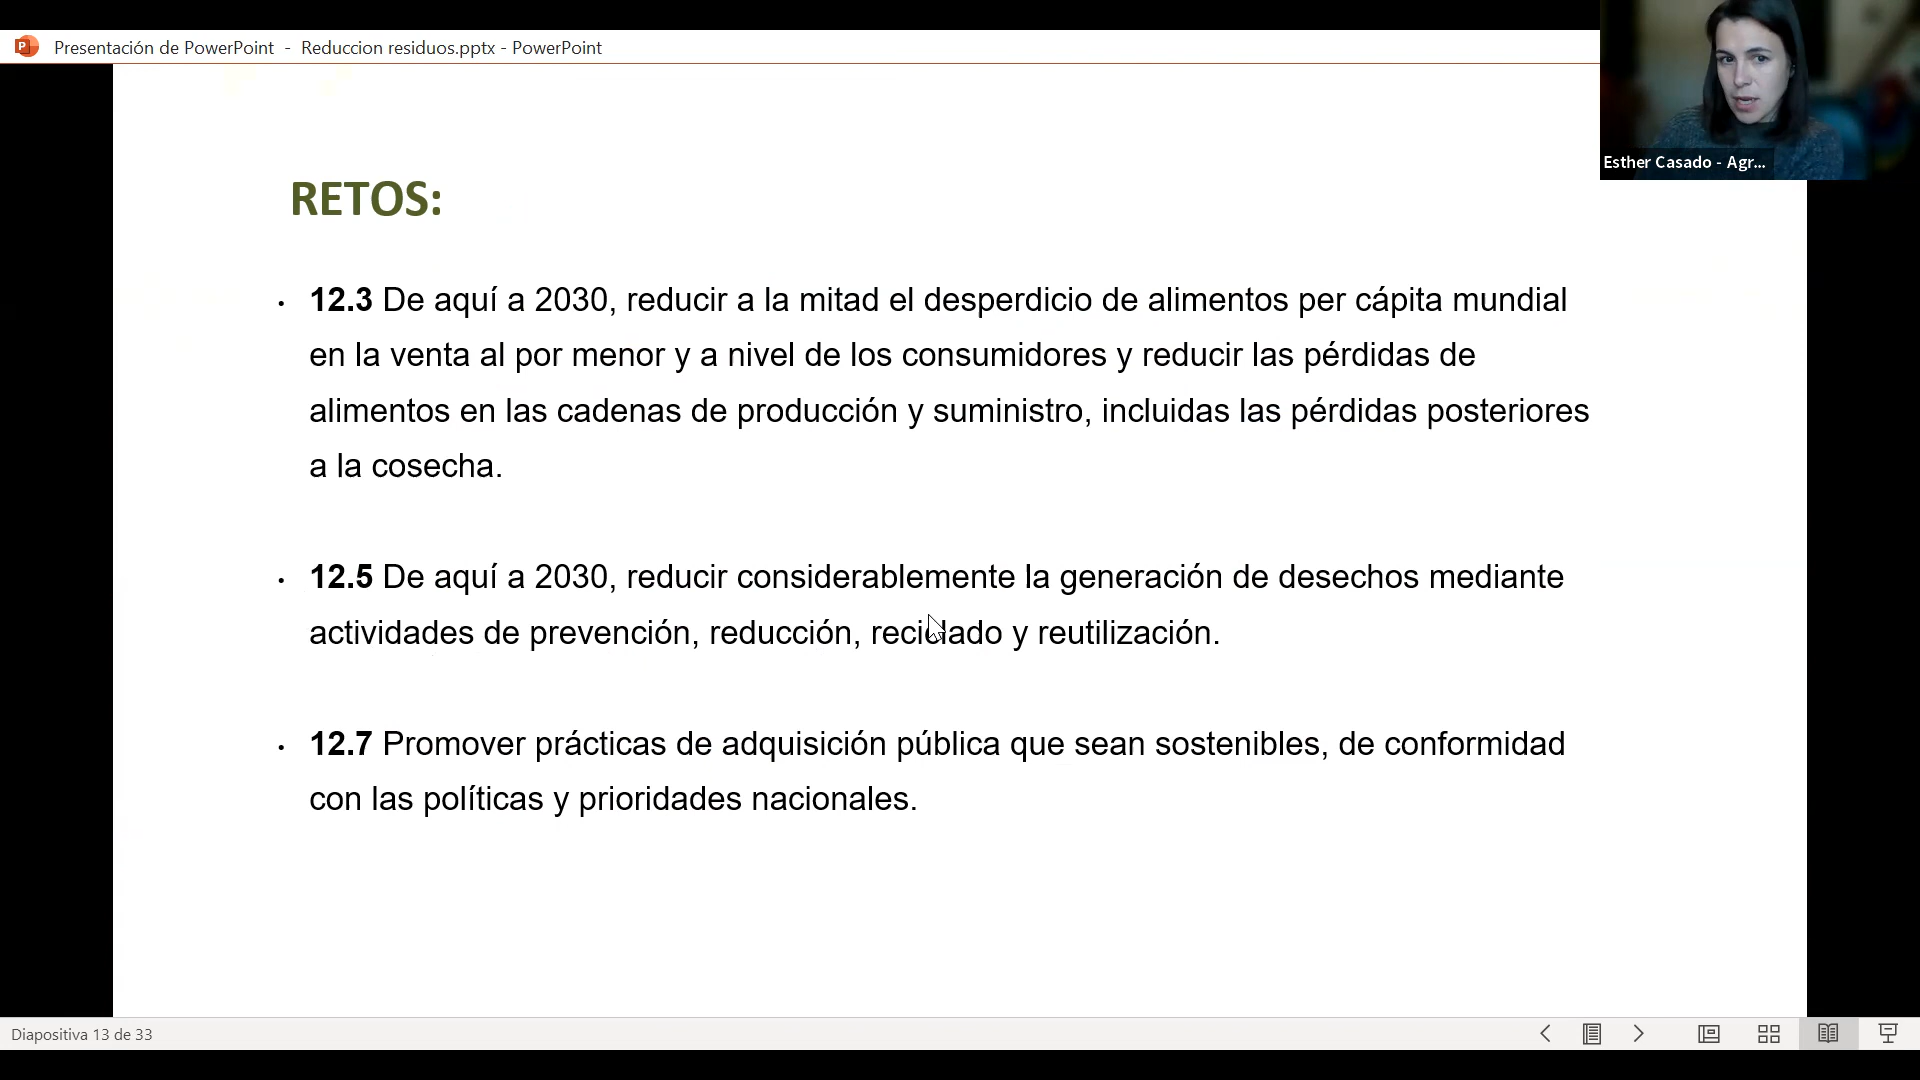 Presentación de PowerPoint - Reduccion residuos.pptx - PowerPoint
Esther Casado - Agr...
RETOS:
• 12.3 De aquí a 2030, reducir a la mitad el desperdicio de alimentos per cápita mundial
en la venta al por menor y a nivel de los consumidores y reducir las pérdidas de
alimentos en las cadenas de producción y suministro, incluidas las pérdidas posteriores
a la cosecha.
• 12.5 De aquí a 2030, reducir considerablemente la generación de desechos mediante
actividades de prevención, reducción, reciclado y reutilización.
• 12.7 Promover prácticas de adquisición pública que sean sostenibles, de conformidad
con las políticas y prioridades nacionales.
Diapositiva 13 de 33